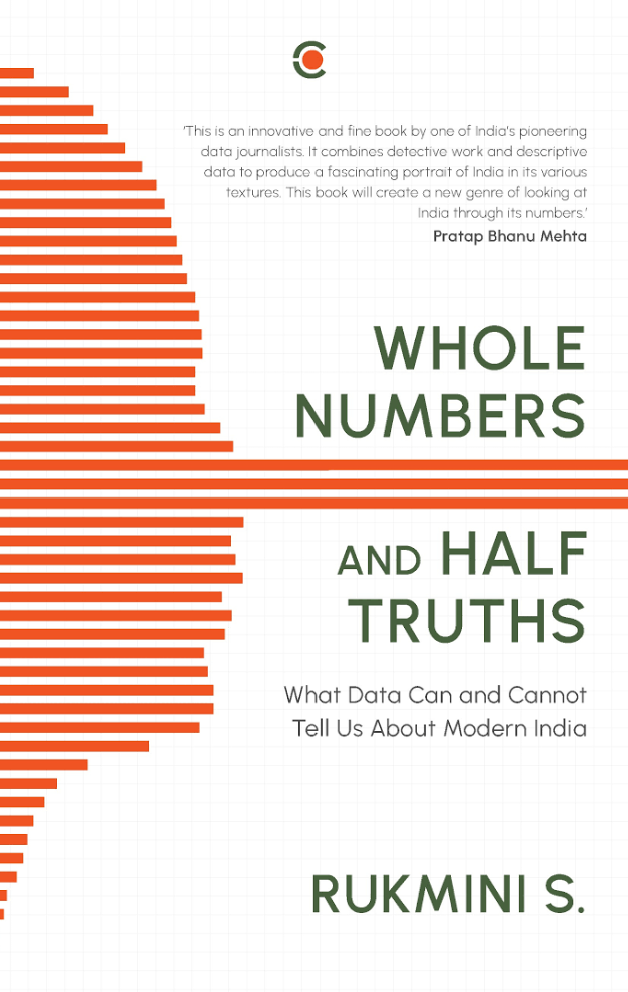 'This is an innovative and fine book by one of India's pioneering
data journalists. It combines detective work and descriptive
data to produce a fascinating portrait of India in its various
textures. This book will create a new genre of looking at
India through its numbers.'
Pratap Bhanu Mehta
WHOLE
NUMBERS
AND HALF
TRUTHS
What Data Can and Cannot
Tell Us About Modern India
RUKMINI S.